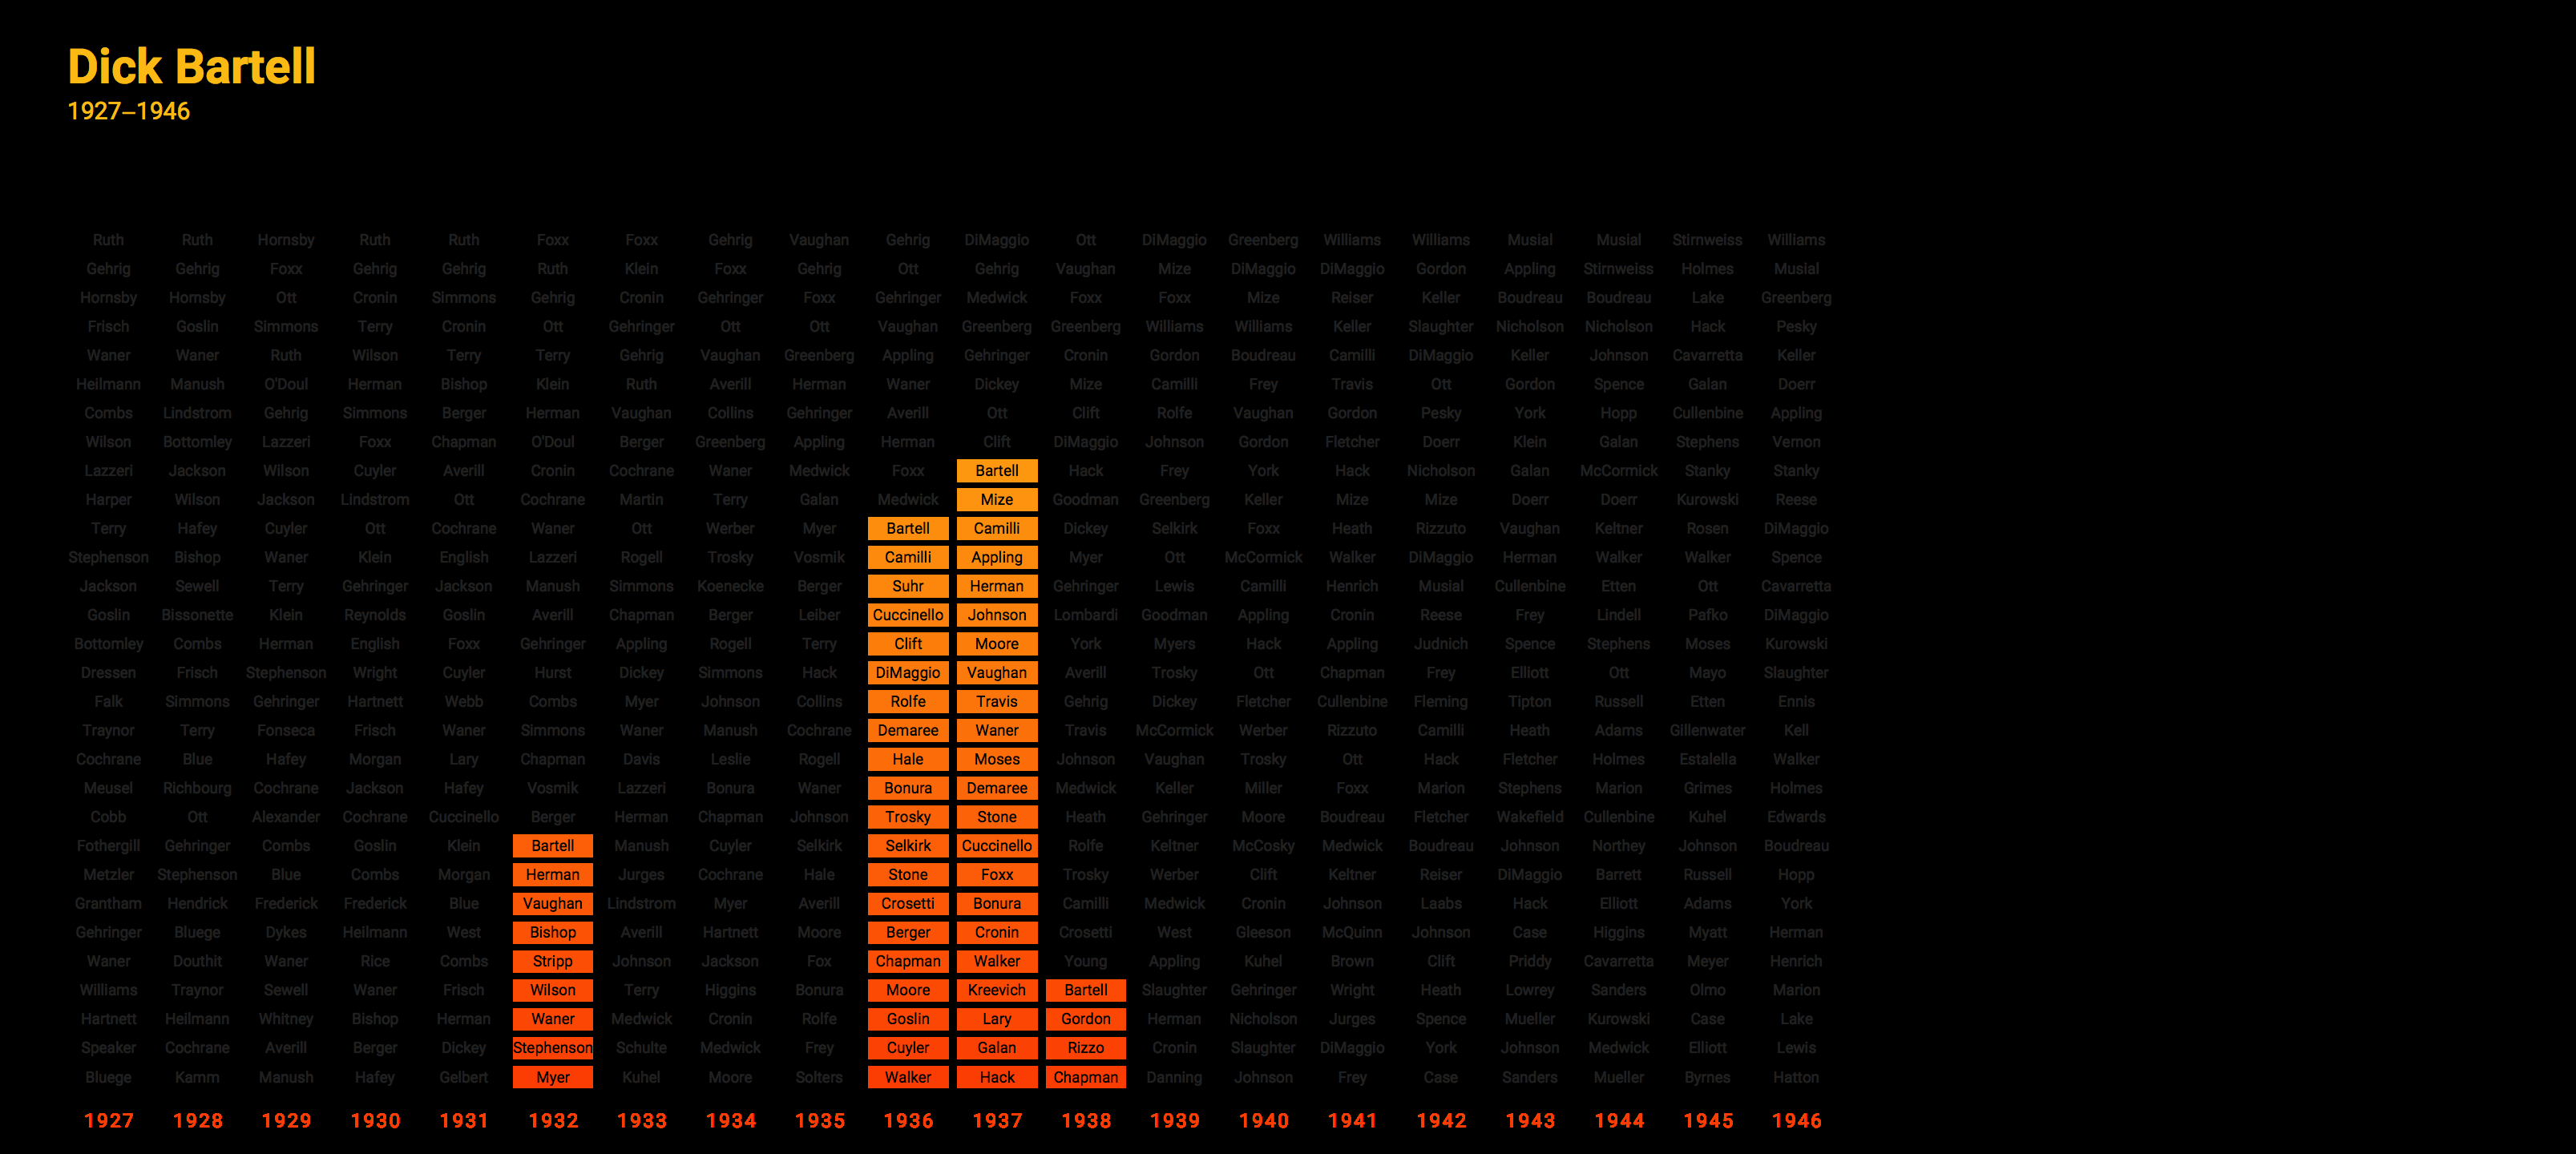 Dick Bartell
1927–1946
Ruth Ruth Hornsby Ruth Ruth Foxx Foxx Gehrig Vaughan Gehrig DiMaggio Ott DiMaggio Greenberg Williams Williams Musial Musial Stirnweiss Williams
Gehrig Gehrig Foxx Gehrig Gehrig Ruth Klein Foxx Gehrig Ott Gehrig Vaughan Mize DiMaggio DiMaggio Gordon Appling Stirnweiss Holmes Musial
Hornsby Hornsby Ott Cronin Simmons Gehrig Cronin Gehringer Foxx Gehringer Medwick Foxx Foxx Mize Reiser Keller Boudreau Boudreau Lake Greenberg
Frisch Goslin Simmons Terry Cronin Ott Gehringer Ott Ott Vaughan Greenberg Greenberg Williams Williams Keller Slaughter Nicholson Nicholson Hack Pesky
Waner Waner Ruth Wilson Terry Terry Gehrig Vaughan Greenberg Appling Gehringer Cronin Gordon Boudreau Camilli DiMaggio Keller Johnson Cavarretta Keller
Heilmann Manush O'Doul Herman Bishop Klein Ruth Averill Herman Waner Dickey Mize Camilli Frey Travis Ott Gordon Spence Galan Doerr
Combs Lindstrom Gehrig Simmons Berger Herman Vaughan Collins Gehringer Averill Ott Clift Rolfe Vaughan Gordon Pesky York Hopp Cullenbine Appling
Wilson Bottomley Lazzeri Foxx Chapman O'Doul Berger Greenberg Appling Herman Clift DiMaggio Johnson Gordon Fletcher Doerr Klein Galan Stephens Vernon
Lazzeri Jackson Wilson Cuyler Averill Cronin Cochrane Waner Medwick Foxx Bartell Hack Frey York Hack Nicholson Galan McCormick Stanky Stanky
Harper Wilson Jackson Lindstrom Ott Cochrane Martin Terry Galan Medwick Mize Goodman Greenberg Keller Mize Mize Doerr Doerr Kurowski Reese
Terry Hafey Cuyler Ott Cochrane Waner Ott Werber Myer Bartell Camilli Dickey Selkirk Foxx Heath Rizzuto Vaughan Keltner Rosen DiMaggio
Stephenson Bishop Waner Klein English Lazzeri Rogell Trosky Vosmik Camilli Appling Myer Ott McCormick Walker DiMaggio Herman Walker Walker Spence
Jackson Sewell Terry Gehringer Jackson Manush Simmons Koenecke Berger Suhr Herman Gehringer Lewis Camilli Henrich Musial Cullenbine Etten Ott Cavarretta
Goslin Bissonette Klein Reynolds Goslin Averill Chapman Berger Leiber Cuccinello Johnson Lombardi Goodman Appling Cronin Reese Frey Lindell Pafko DiMaggio
Bottomley Combs Herman English Foxx Gehringer Appling Rogell Terry Clift Moore York Myers Hack Appling Judnich Spence Stephens Moses Kurowski
Dressen Frisch Stephenson Wright Cuyler Hurst Dickey Simmons Hack DiMaggio Vaughan Averill Trosky Ott Chapman Frey Elliott Ott Mayo Slaughter
Falk Simmons Gehringer Hartnett Webb Combs Myer Johnson Collins Rolfe Travis Gehrig Dickey Fletcher Cullenbine Fleming Tipton Russell Etten Ennis
Traynor Terry Fonseca Frisch Waner Simmons Waner Manush Cochrane Demaree Waner Travis McCormick Werber Rizzuto Camilli Heath Adams Gillenwater Kell
Cochrane Blue Hafey Morgan Lary Chapman Davis Leslie Rogell Hale Moses Johnson Vaughan Trosky Ott Hack Fletcher Holmes Estalella Walker
Meusel Richbourg Cochrane Jackson Hafey Vosmik Lazzeri Bonura Waner Bonura Demaree Medwick Keller Miller Foxx Marion Stephens Marion Grimes Holmes
Cobb Ott Alexander Cochrane Cuccinello Berger Herman Chapman Johnson Trosky Stone Heath Gehringer Moore Boudreau Fletcher Wakefield Cullenbine Kuhel Edwards
Fothergill Gehringer Combs Goslin Klein Bartell Manush Cuyler Selkirk Selkirk Cuccinello Rolfe Keltner McCosky Medwick Boudreau Johnson Northey Johnson Boudreau
Metzler Stephenson Blue Combs Morgan Herman Jurges Cochrane Hale Stone Foxx Trosky Werber Clift Keltner Reiser DiMaggio Barrett Russell Hopp
Grantham Hendrick Frederick Frederick Blue Vaughan Lindstrom Myer Averill Crosetti Bonura Camilli Medwick Cronin Johnson Laabs Hack Elliott Adams York
Gehringer Bluege Dykes Heilmann West Bishop Averill Hartnett Moore Berger Cronin Crosetti West Gleeson McQuinn Johnson Case Higgins Myatt Herman
Waner Douthit Waner Rice Combs Stripp Johnson Jackson Fox Chapman Walker Young Appling Kuhel Brown Clift Priddy Cavarretta Meyer Henrich
Williams Traynor Sewell Waner Frisch Wilson Terry Higgins Bonura Moore Kreevich Bartell Slaughter Gehringer Wright Heath Lowrey Sanders Olmo Marion
Hartnett Heilmann Whitney Bishop Herman Waner Medwick Cronin Rolfe Goslin Lary Gordon Herman Nicholson Jurges Spence Mueller Kurowski Case Lake
Speaker Cochrane Averill Berger Dickey Stephenson Schulte Medwick Frey Cuyler Galan Rizzo Cronin Slaughter DiMaggio York Johnson Medwick Elliott Lewis
Bluege Kamm Manush Hafey Gelbert Myer Kuhel Moore Solters Walker Hack Chapman Danning Johnson Frey Case Sanders Mueller Byrnes Hatton
1927 1928 1929 1930 1931 1932 1933 1934 1935 1936 1937 1938 1939 1940 1941 1942 1943 1944 1945 1946